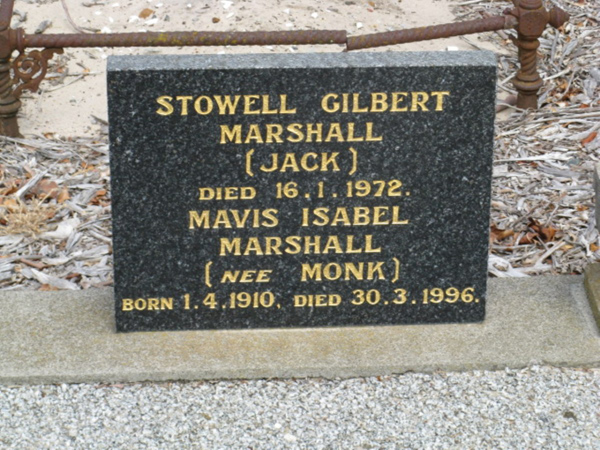 STOWELL GILBERT
MARSHALL
(JACK)
DIED 16.1.1972.
MAVIS ISABEL
MARSHALL
(NEE MONK)
BORN 1.4.1910, DIED 30.3.1996.